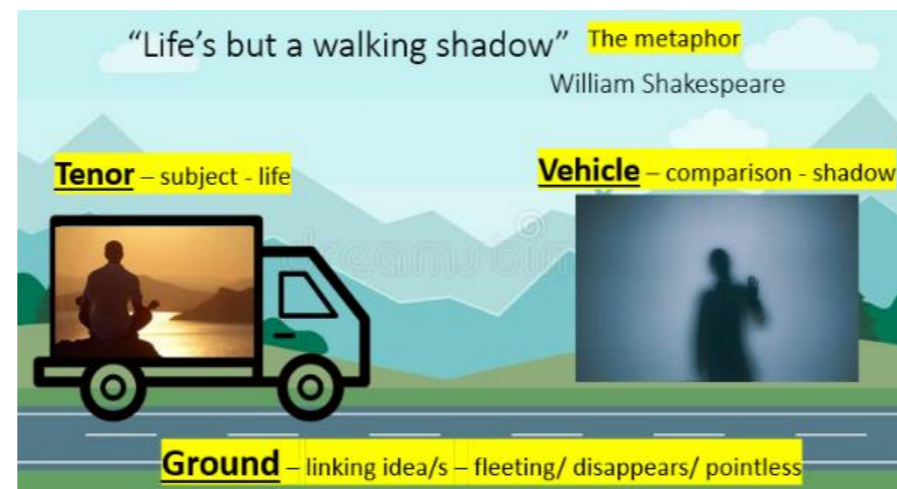 “Life’s but a walking shadow” The metaphor
William Shakespeare
Tenor – subject - life
Vehicle – comparison - shadow
dreamstim
Ground – linking idea/s – fleeting/ disappears/ pointless